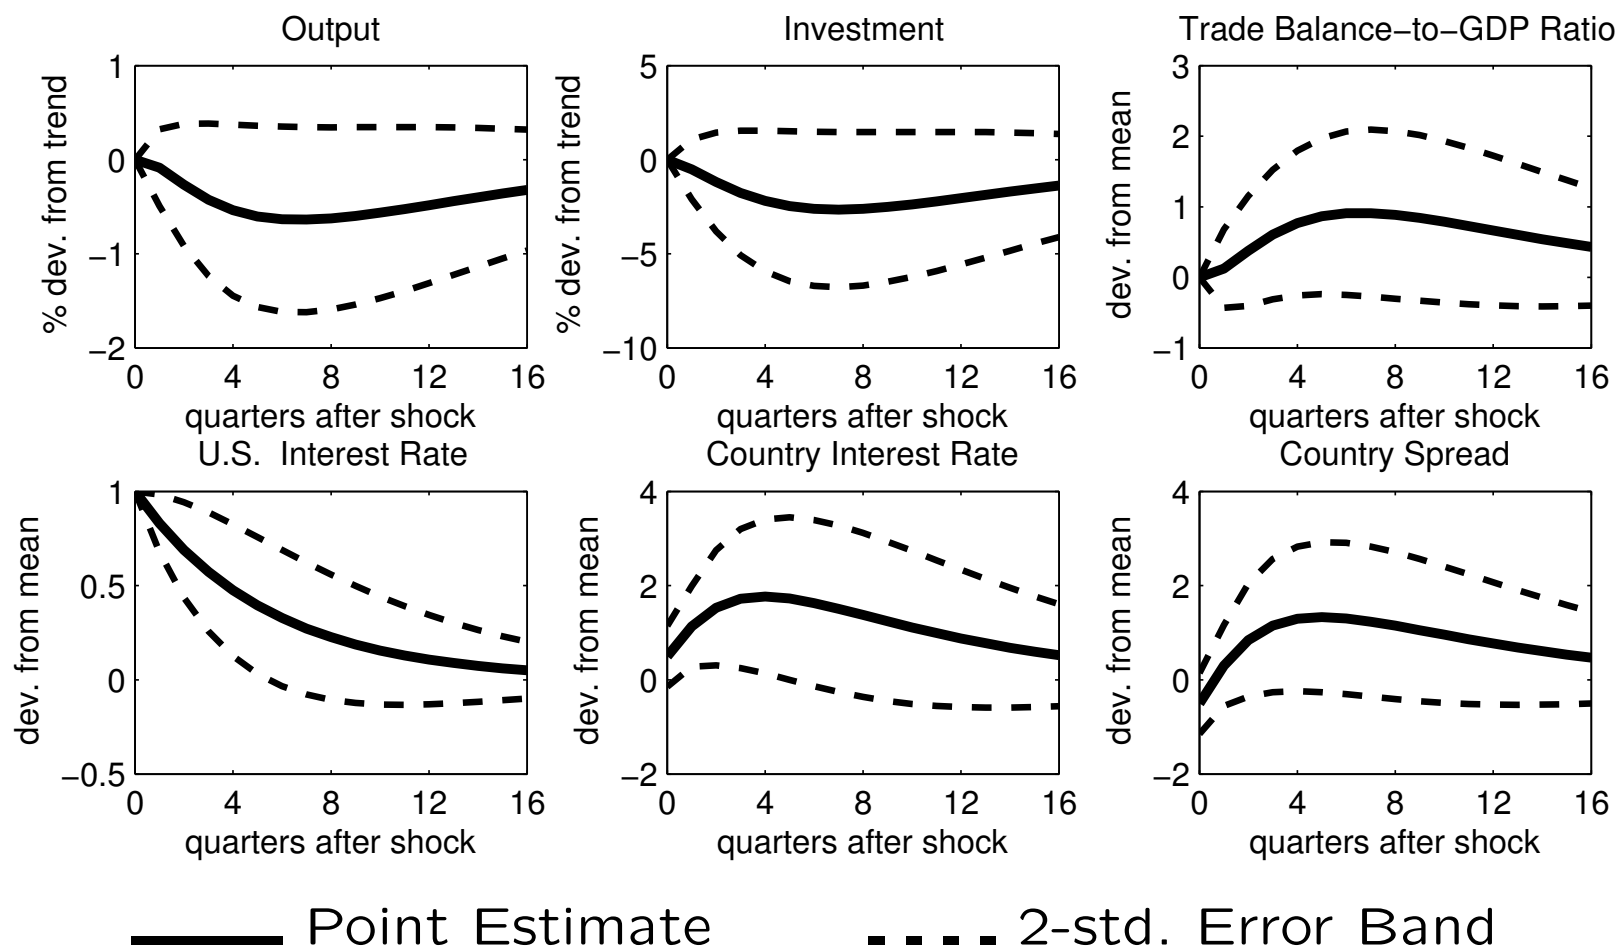 Output Investment Trade Balance−to−GDP Ratio
% dev. from trend
1
0
−1
−2
0 4 8 12 16
quarters after shock
% dev. from trend
5
0
−5
−10
0 4 8 12 16
quarters after shock
dev. from mean
3
2
1
0
−1
0 4 8 12 16
quarters after shock
U.S. Interest Rate Country Interest Rate Country Spread
dev. from mean
1
0.5
0
−0.5
0 4 8 12 16
quarters after shock
dev. from mean
4
2
0
−2
0 4 8 12 16
quarters after shock
dev. from mean
4
2
0
−2
0 4 8 12 16
quarters after shock
Point Estimate 2-std. Error Band